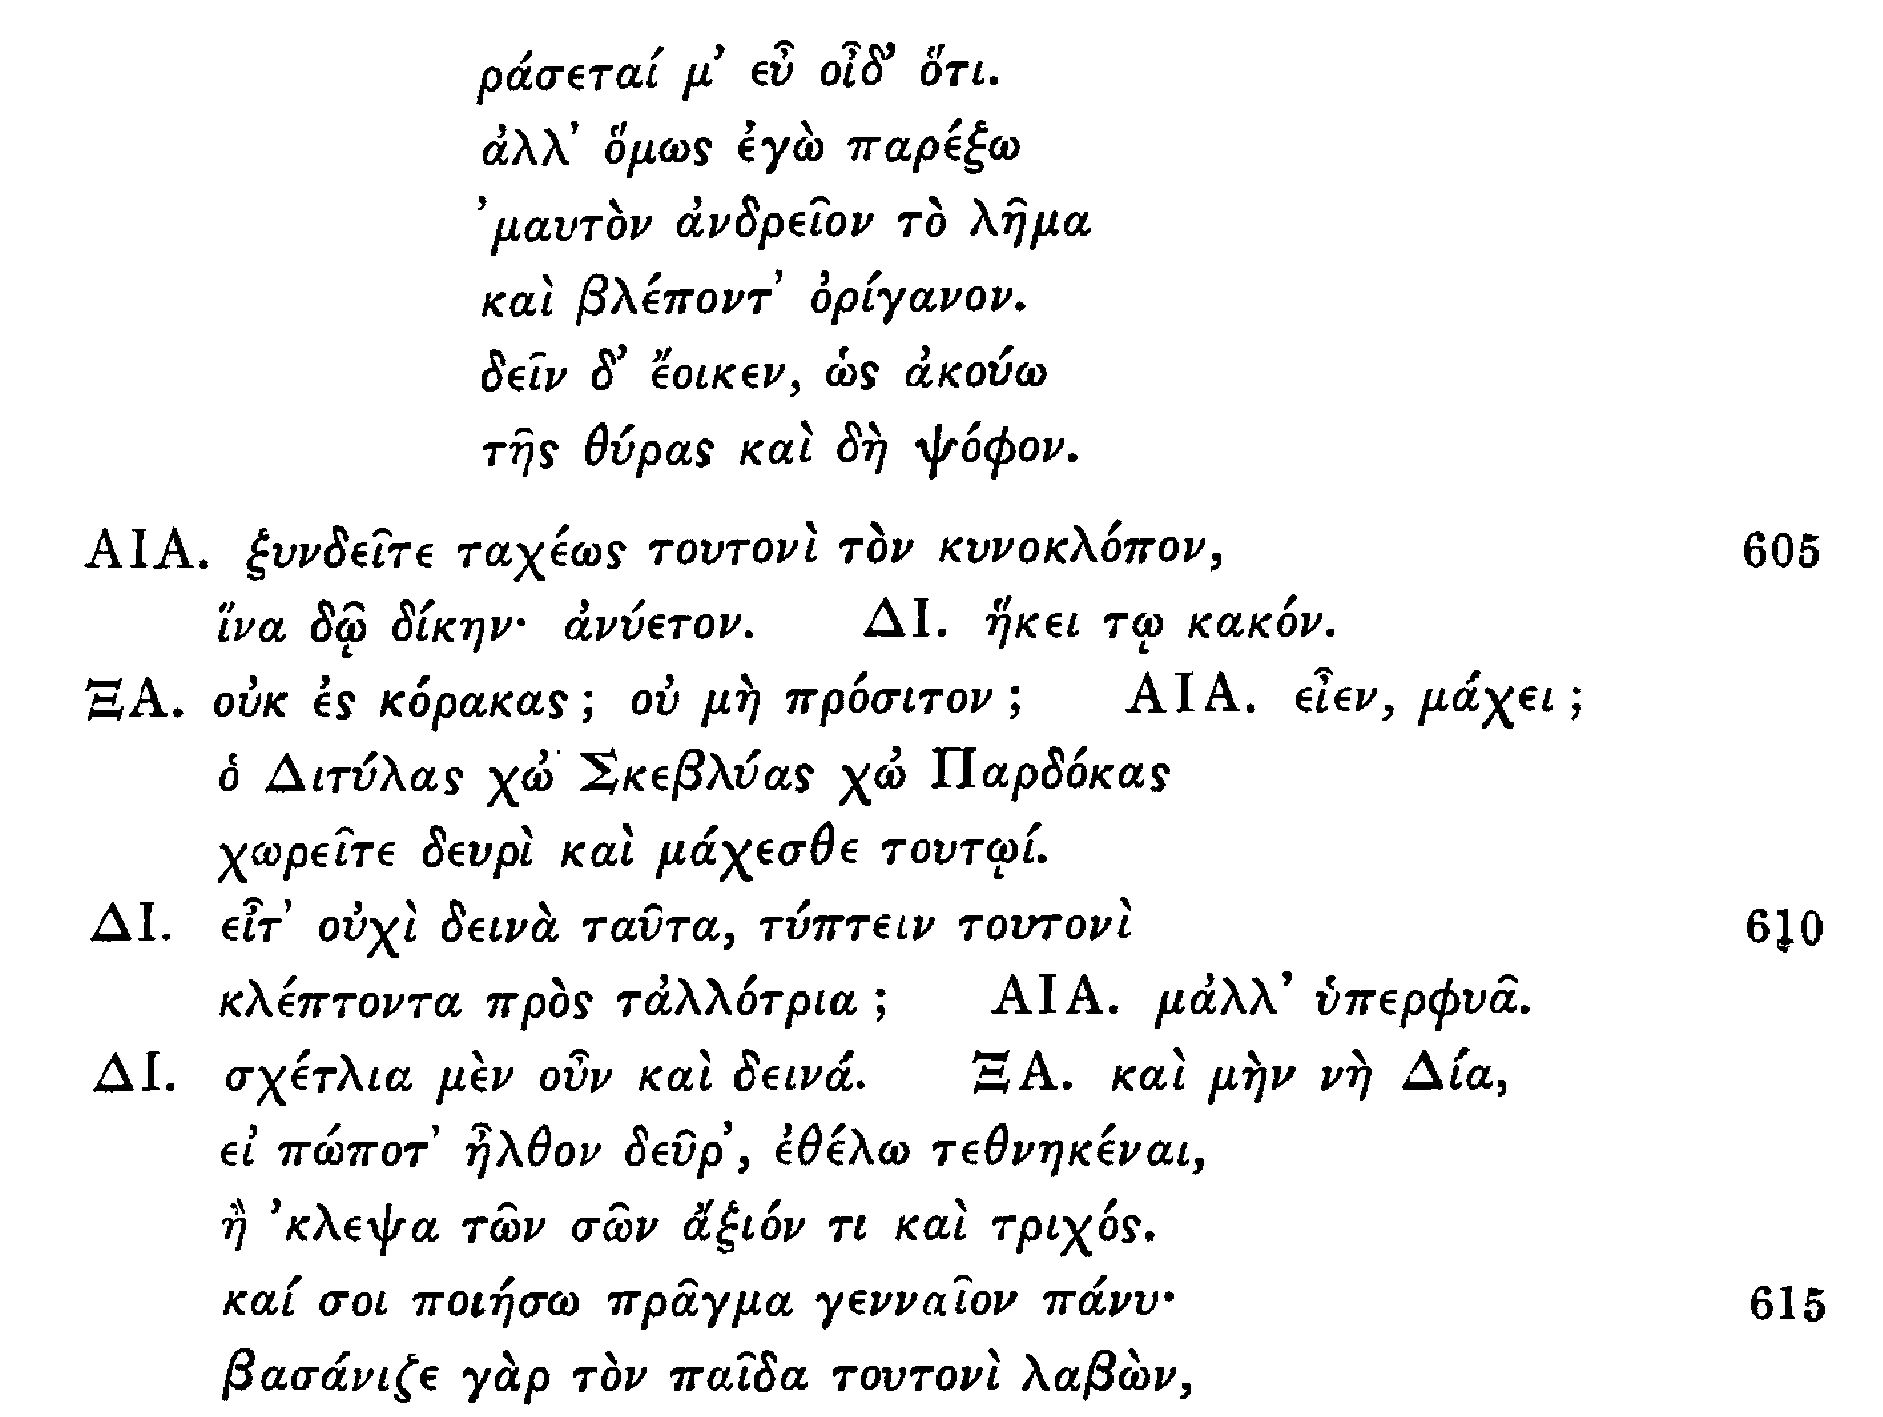 ράσεταί μ’ εὖ οἶδ’ ὅτι.
ἀλλ’ ὅμως ἐγὼ παρέξω
’μαυτὸν ἀνδρεῖον τὸ λῆμα
καὶ βλέποντ’ ὀρίγανον.
δεῖν δ’ ἔοικεν, ὡς ἀκούω
τῆς θύρας καὶ δὴ ψόφον.
ΑΙΑ. ξυνδεῖτε ταχέως τουτονὶ τὸν κυνοκλόπον, 605
ἵνα δῷ δίκην· ἀνύετον. ΔΙ. ἥκει τῳ κακόν.
ΞΑ. οὐκ ἐς κόρακας; οὐ μὴ πρόσιτον; ΑΙΑ. εἶεν, μάχει;
ὁ Διτύλας χὠ Σκεβλύας χὠ Παρδόκας
χωρεῖτε δευρὶ καὶ μάχεσθε τουτῳί.
ΔΙ. εἶτ’ οὐχὶ δεινὰ ταῦτα, τύπτειν τουτονὶ 610
κλέπτοντα πρὸς τἀλλότρια; ΑΙΑ. μἀλλ’ ὑπερφυᾶ.
ΔΙ. σχέτλια μὲν οὖν καὶ δεινά. ΞΑ. καὶ μὴν νὴ Δία,
εἰ πώποτ’ ἦλθον δεῦρ’, ἐθέλω τεθνηκέναι,
ἢ ’κλεψα τῶν σῶν ἄξιόν τι καὶ τριχός.
καί σοι ποιήσω πρᾶγμα γενναῖον πάνυ· 615
βασάνιζε γὰρ τὸν παῖδα τουτονὶ λαβὼν,